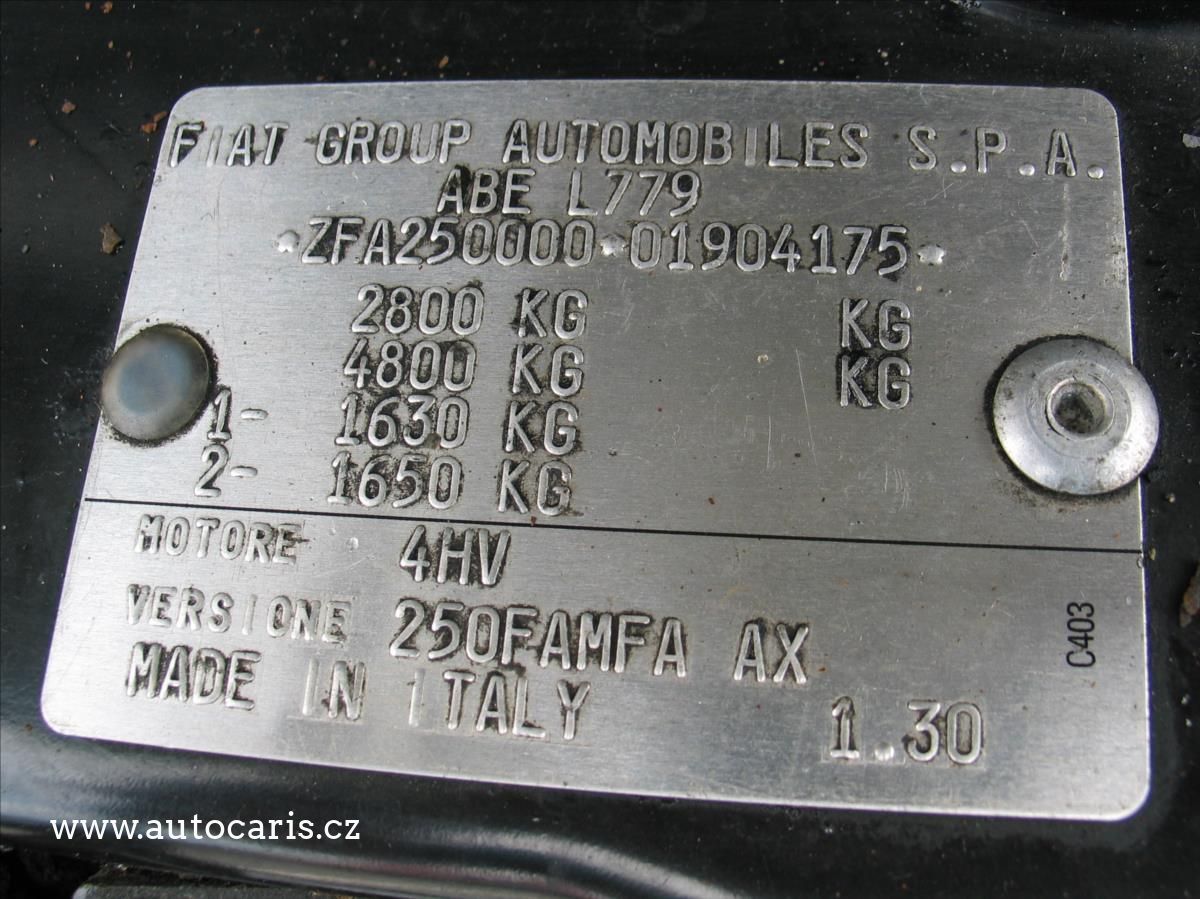 FIAT GROUP AUTOMOBILES S.P.A.
ABE L779
*ZFA250000*01904175*
2800 KG KG
4800 KG KG
1- 1630 KG
2- 1650 KG
MOTORE 4HV
VERSIONE 250FAMFA AX
MADE IN ITALY 1.30
C403
www.autocaris.cz